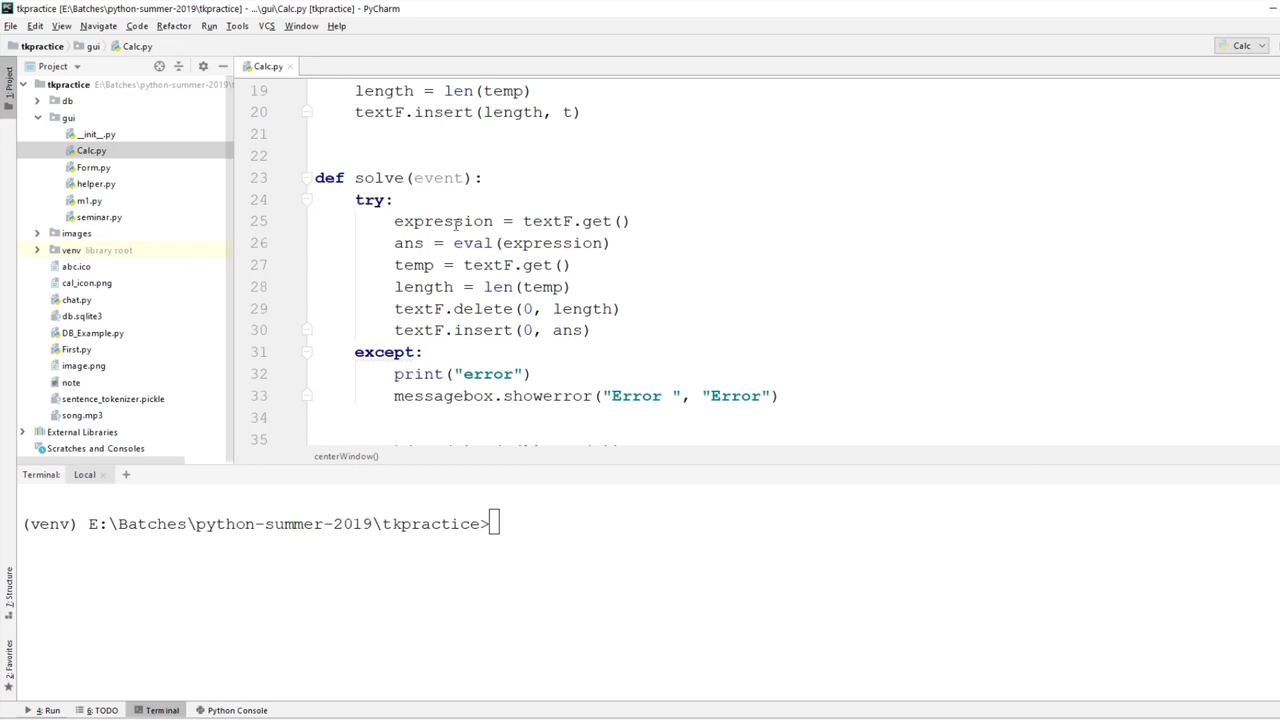 tkpractice [E:\Batches\python-summer-2019\tkpractice] - ...\gui\Calc.py [tkpractice] - PyCharm
File Edit View Navigate Code Refactor Run Tools VCS Window Help
tkpractice gui Calc.py Calc
Project Calc.py
1: Project
tkpractice E:\Batches\python-summer-2019\t
db
gui
__init__.py
Calc.py
Form.py
helper.py
m1.py
seminar.py
images
venv library root
abc.ico
cal_icon.png
chat.py
db.sqlite3
DB_Example.py
First.py
image.png
note
sentence_tokenizer.pickle
song.mp3
External Libraries
Scratches and Consoles
19 length = len(temp)
20 textF.insert(length, t)
21
22
23 def solve(event):
24 try:
25 expression = textF.get()
26 ans = eval(expression)
27 temp = textF.get()
28 length = len(temp)
29 textF.delete(0, length)
30 textF.insert(0, ans)
31 except:
32 print("error")
33 messagebox.showerror("Error ", "Error")
34
35
centerWindow()
Terminal: Local +
(venv) E:\Batches\python-summer-2019\tkpractice>
7: Structure
2: Favorites
4: Run 6: TODO Terminal Python Console